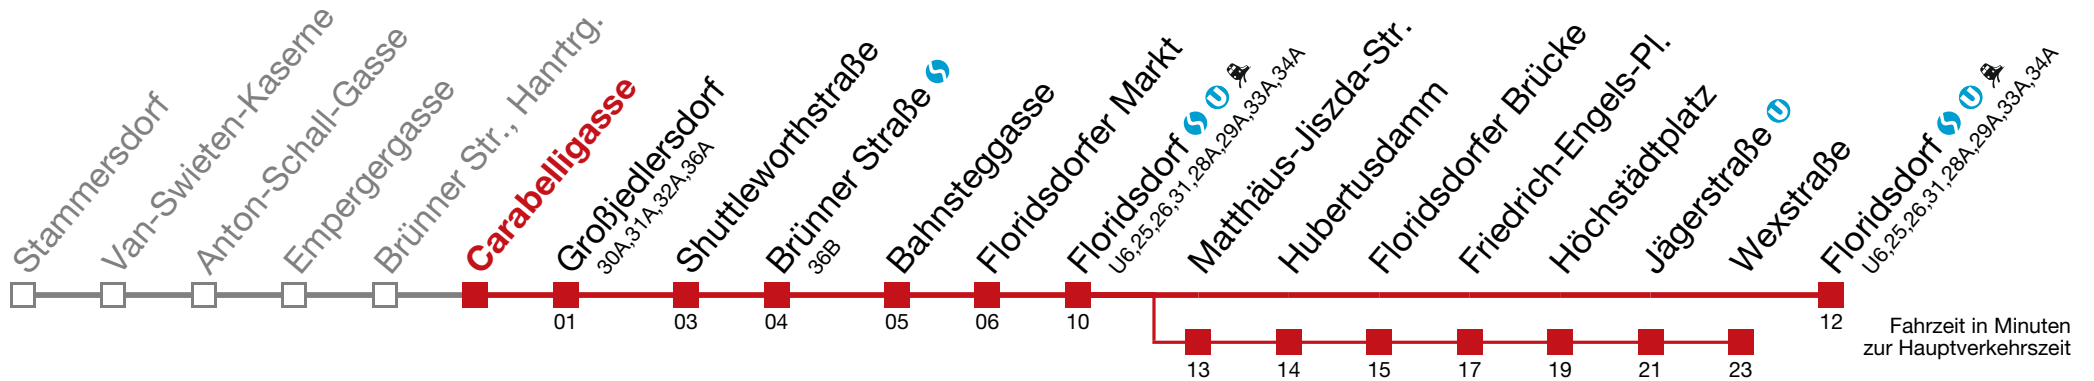 Stammersdorf
Van-Swieten-Kaserne
Anton-Schall-Gasse
Empergergasse
Brünner Str., Hanrtrg.
Carabelligasse
Großjedlersdorf
30A,31A,32A,36A
Shuttleworthstraße
Brünner Straße
36B
Bahnsteggasse
Floridsdorfer Markt
Floridsdorf U
U6,25,26,31,28A,29A,33A,34A
Matthäus-Jiszda-Str.
Hubertusdamm
Floridsdorfer Brücke
Friedrich-Engels-Pl.
Höchstädtplatz
Jägerstraße U
Wexstraße
Floridsdorf U
U6,25,26,31,28A,29A,33A,34A
01
03
04
05
06
10
12
13
14
15
17
19
21
23
Fahrzeit in Minuten
zur Hauptverkehrszeit